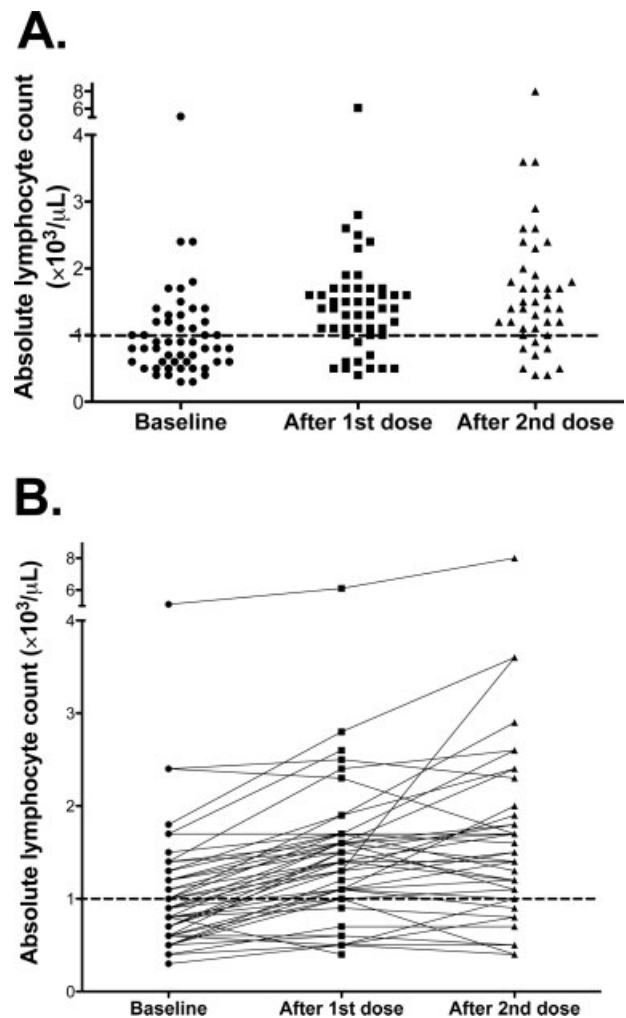 A.
Absolute lymphocyte count
(×10³/μL)
8
6
4
3
2
1
0
Baseline
After 1st dose
After 2nd dose
B.
Absolute lymphocyte count (×10³/μL)
8
6
4
3
2
1
0
Baseline
After 1st dose
After 2nd dose